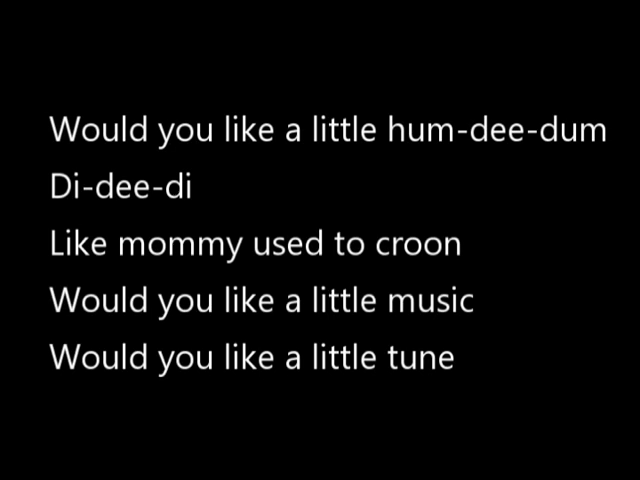 Would you like a little hum-dee-dum
Di-dee-di
Like mommy used to croon
Would you like a little music
Would you like a little tune